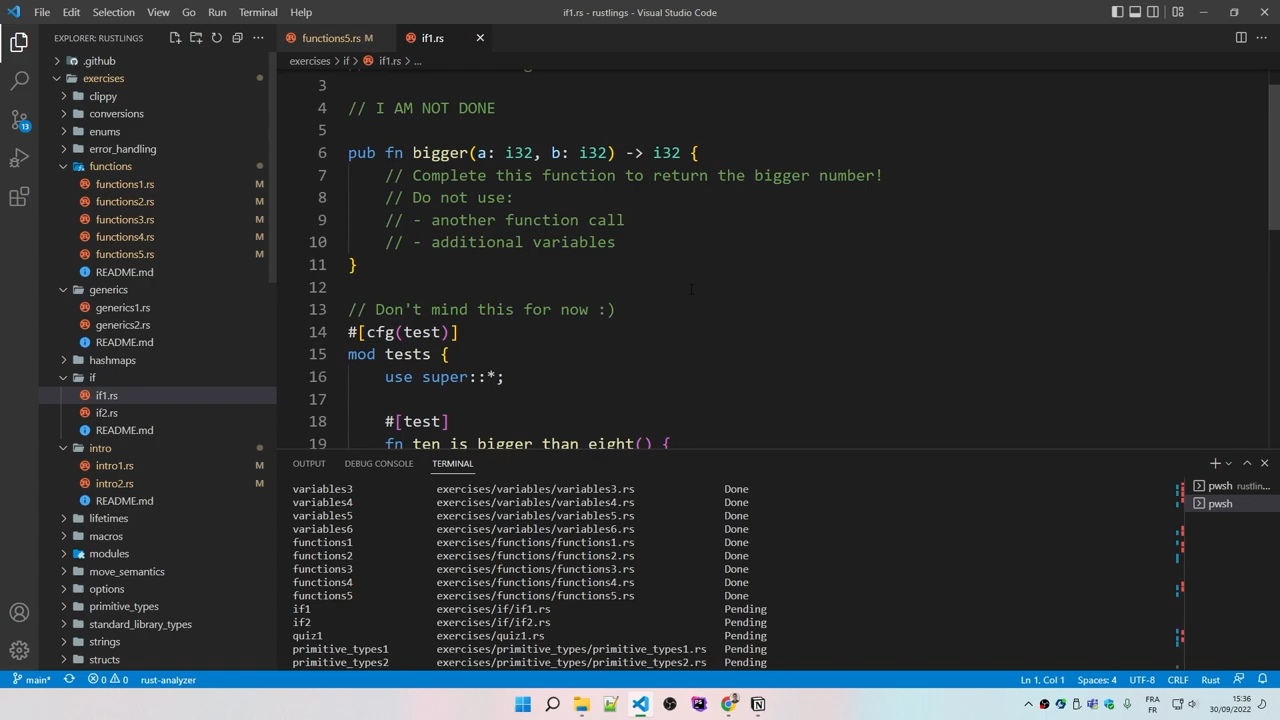 File Edit Selection View Go Run Terminal Help
if1.rs - rustlings - Visual Studio Code
EXPLORER: RUSTLINGS
.github
exercises
clippy
conversions
enums
error_handling
functions
functions1.rs M
functions2.rs M
functions3.rs M
functions4.rs M
functions5.rs M
README.md
generics
generics1.rs
generics2.rs
README.md
hashmaps
if
if1.rs
if2.rs
README.md
intro
intro1.rs M
intro2.rs M
README.md
lifetimes
macros
modules
move_semantics
options
primitive_types
standard_library_types
strings
structs
13
functions5.rs M
if1.rs
exercises > if > if1.rs > ...
3
4 // I AM NOT DONE
5
6 pub fn bigger(a: i32, b: i32) -> i32 {
7 // Complete this function to return the bigger number!
8 // Do not use:
9 // - another function call
10 // - additional variables
11 }
12
13 // Don't mind this for now :)
14 #[cfg(test)]
15 mod tests {
16 use super::*;
17
18 #[test]
19 fn ten_is_bigger_than_eight() {
OUTPUT DEBUG CONSOLE TERMINAL
variables3 exercises/variables/variables3.rs Done
variables4 exercises/variables/variables4.rs Done
variables5 exercises/variables/variables5.rs Done
variables6 exercises/variables/variables6.rs Done
functions1 exercises/functions/functions1.rs Done
functions2 exercises/functions/functions2.rs Done
functions3 exercises/functions/functions3.rs Done
functions4 exercises/functions/functions4.rs Done
functions5 exercises/functions/functions5.rs Done
if1 exercises/if/if1.rs Pending
if2 exercises/if/if2.rs Pending
quiz1 exercises/quiz1.rs Pending
primitive_types1 exercises/primitive_types/primitive_types1.rs Pending
primitive_types2 exercises/primitive_types/primitive_types2.rs Pending
pwsh rustlin...
pwsh
main* 0 0 rust-analyzer
Ln 1, Col 1 Spaces: 4 UTF-8 CRLF Rust
FRA
FR
15:36
30/09/2022